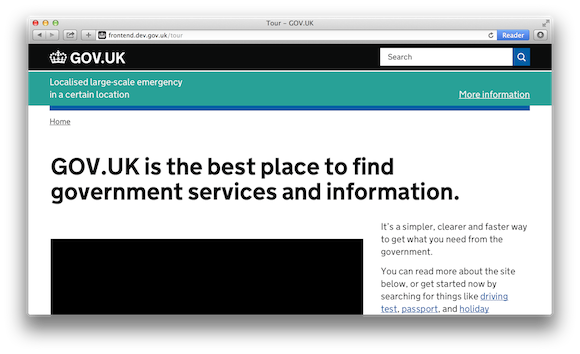 Tour – GOV.UK
frontend.dev.gov.uk/tour
Reader
GOV.UK
Search
Localised large-scale emergency
in a certain location
More information
Home
GOV.UK is the best place to find
government services and information.
It's a simpler, clearer and faster way
to get what you need from the
government.
You can read more about the site
below, or get started now by
searching for things like driving
test, passport, and holiday